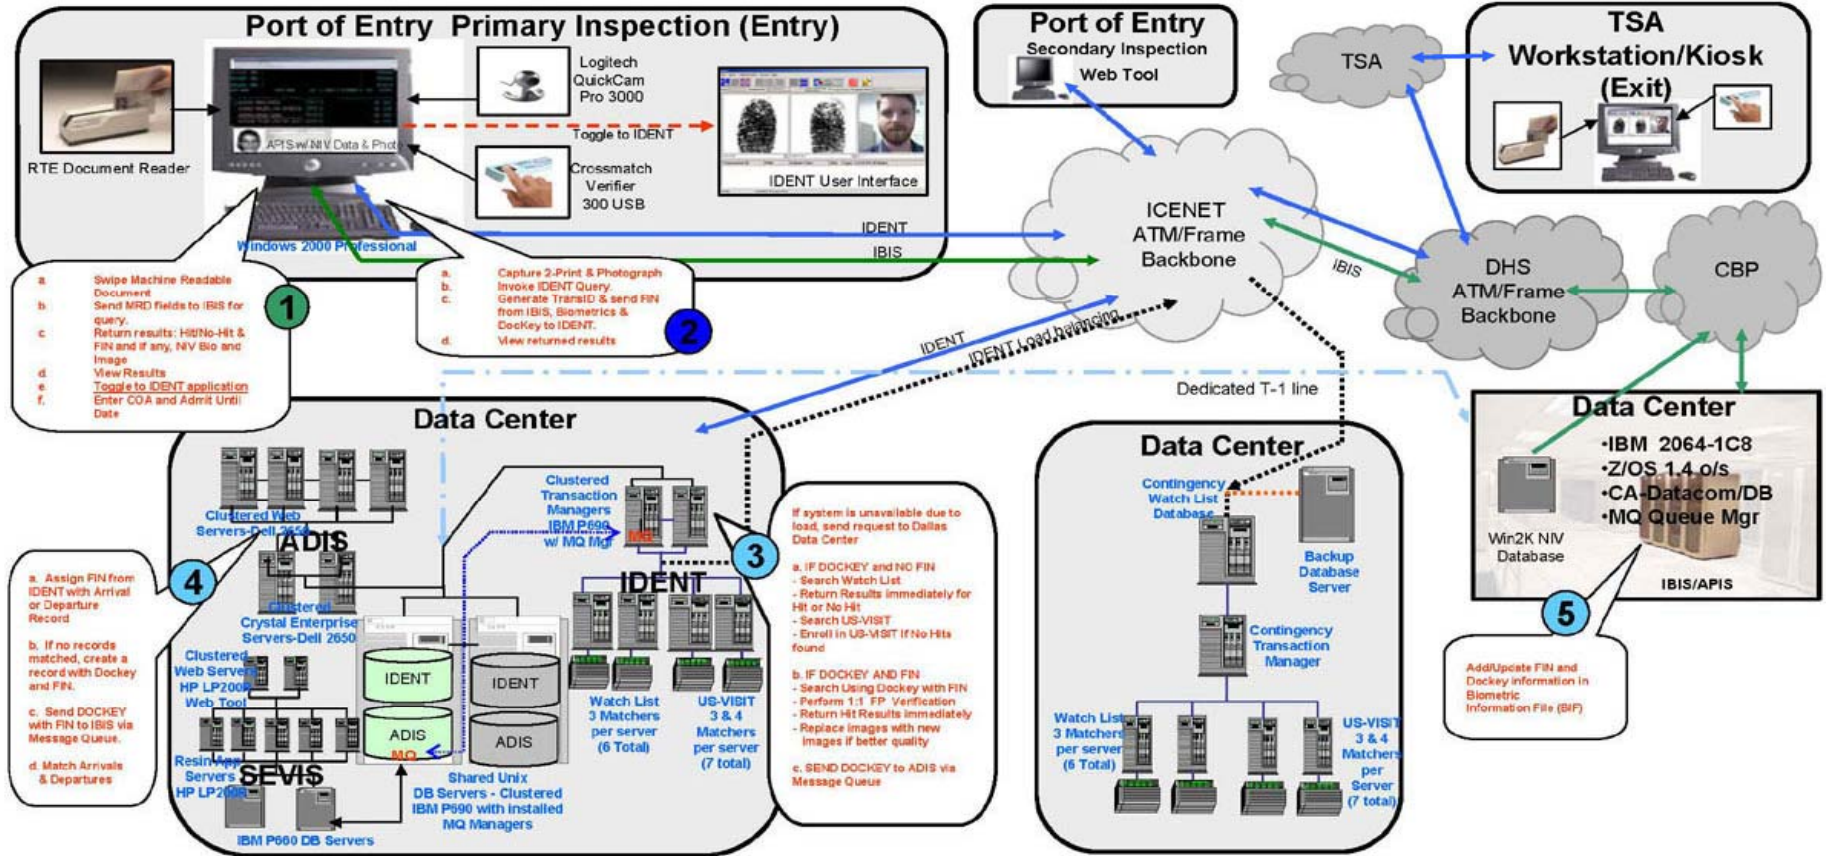 Port of Entry Primary Inspection (Entry)
RTE Document Reader
APIS w/ NIV Data & Photo
Logitech
QuickCam
Pro 3000
Toggle to IDENT
Crossmatch
Verifier
300 USB
IDENT User Interface
Windows 2000 Professional
IDENT
IBIS
Port of Entry
Secondary Inspection
Web Tool
TSA
TSA
Workstation/Kiosk
(Exit)
ICENET
ATM/Frame
Backbone
IBIS
DHS
ATM/Frame
Backbone
CBP
1
a Swipe Machine Readable
Document
b. Send MRD fields to IBIS for
query.
c Return results: Hit/No-Hit &
FIN and if any, NIV Bio and
Image
d View Results
e Toggle to IDENT application
f. Enter COA and Admit Until
Date
2
a. Capture 2-Print & Photograph
b. Invoke IDENT Query.
c. Generate TransID & send FIN
from IBIS, Biometrics &
DocKey to IDENT.
d. View returned results
IDENT
IDENT Load balancing
Dedicated T-1 line
Data Center
Clustered Web
Servers-Dell 2650
ADIS
Clustered
Crystal Enterprise
Servers-Dell 2650
Clustered
Web Servers
HP LP2000R
Web Tool
Resin App
Servers
HP LP2000R
SEVIS
IBM P660 DB Servers
IDENT
ADIS
MQ
IDENT
ADIS
Shared Unix
DB Servers - Clustered
IBM P690 with installed
MQ Managers
Clustered
Transaction
Managers
IBM P690
w/ MQ Mgr
MQ
IDENT
Watch List
3 Matchers
per server
(6 Total)
US-VISIT
3 & 4
Matchers
per server
(7 total)
3
If system is unavailable due to
load, send request to Dallas
Data Center
a. IF DOCKEY and NO FIN
- Search Watch List
- Return Results immediately for
Hit or No Hit
- Search US-VISIT
- Enroll in US-VISIT If No Hits
found
b. IF DOCKEY AND FIN
- Search Using Dockey with FIN
- Perform 1:1 FP Verification
- Return Hit Results immediately
- Replace images with new
images if better quality
c. SEND DOCKEY to ADIS via
Message Queue
4
a. Assign FIN from
IDENT with Arrival
or Departure
Record
b. If no records
matched, create a
record with Dockey
and FIN.
c. Send DOCKEY
with FIN to IBIS via
Message Queue.
d. Match Arrivals
& Departures
Data Center
Contingency
Watch List
Database
Backup
Database
Server
Contingency
Transaction
Manager
Watch List
3 Matchers
per server
(6 Total)
US-VISIT
3 & 4
Matchers
per
Server
(7 total)
Data Center
•IBM 2064-1C8
•Z/OS 1.4 o/s
•CA-Datacom/DB
•MQ Queue Mgr
Win2K NIV
Database
IBIS/APIS
5
Add/Update FIN and
Dockey Information in
Biometric
Information File (BIF)